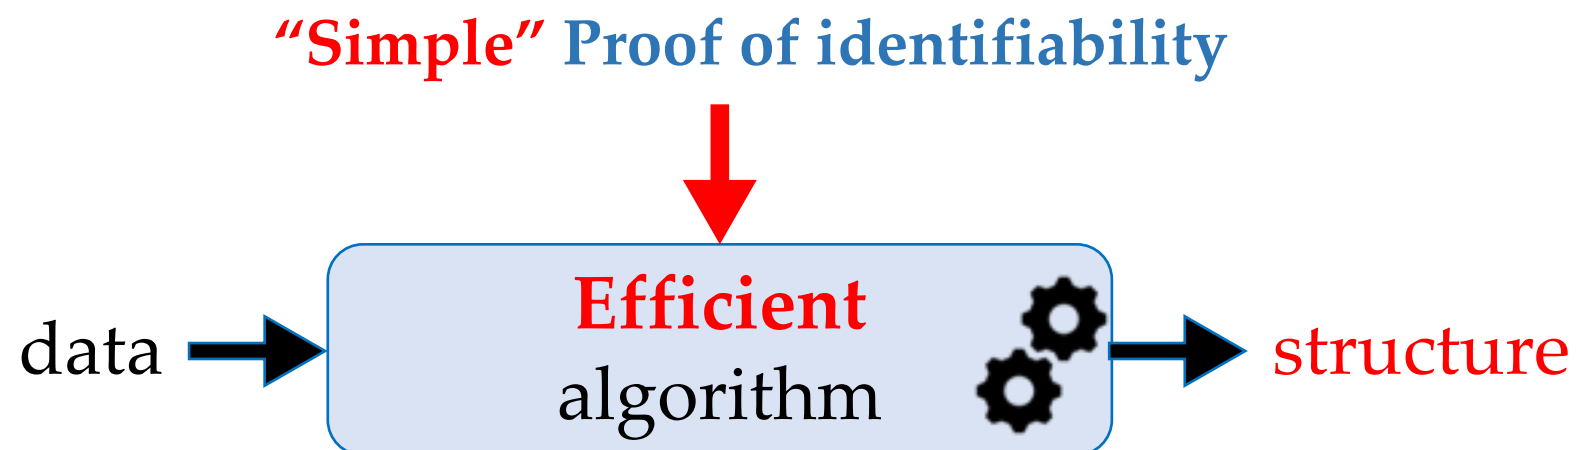 “Simple” Proof of identifiability
Efficient
data
structure
algorithm